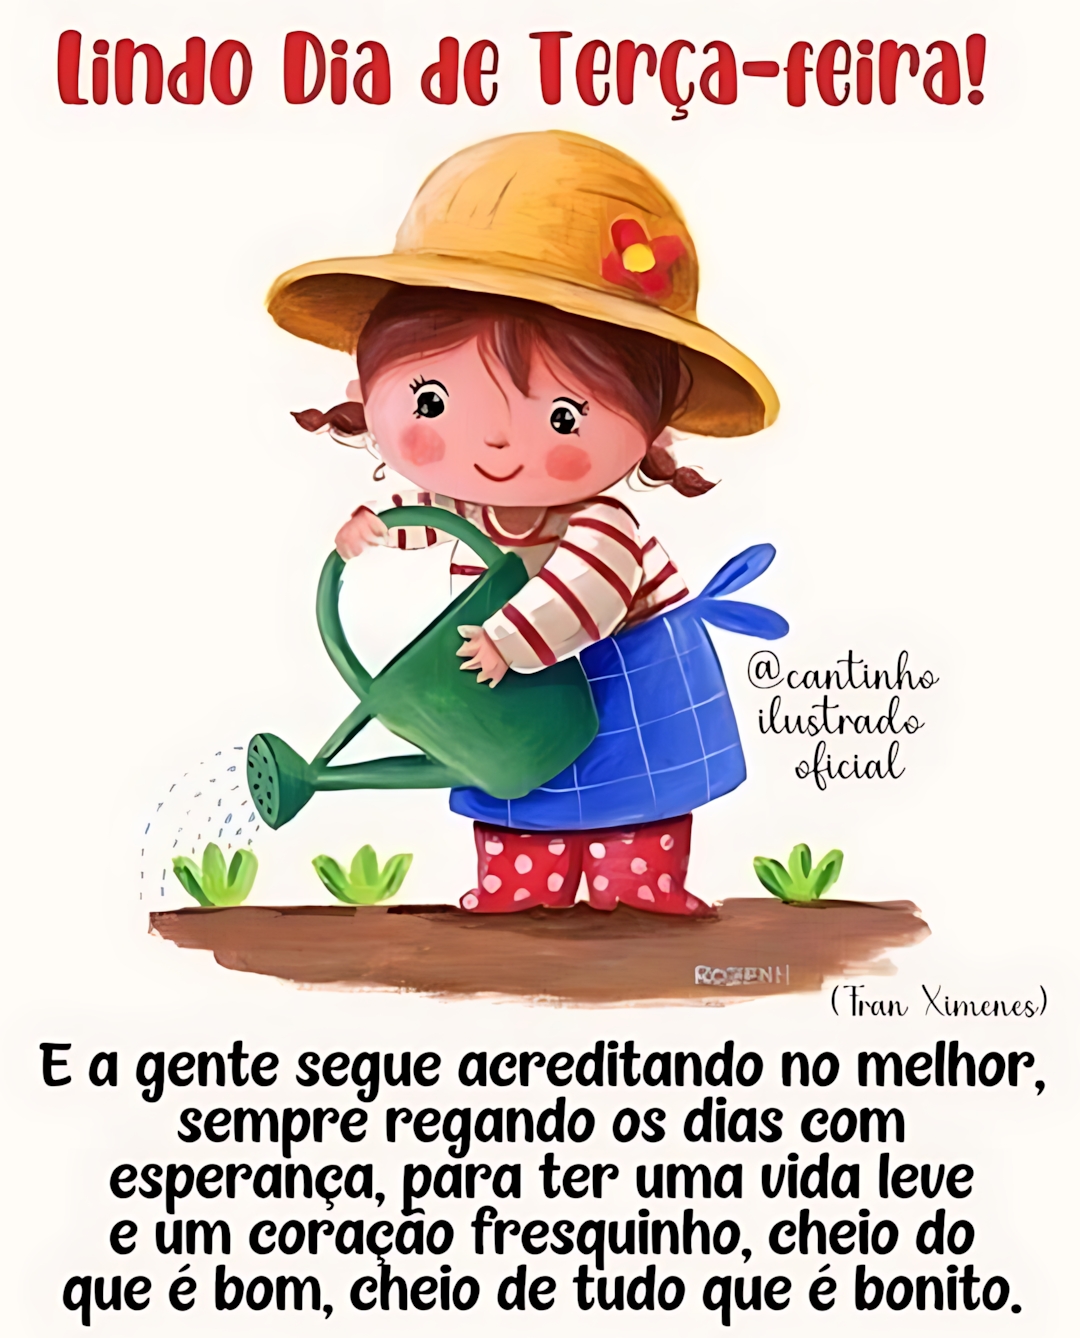 Lindo Dia de Terça-feira!
@cantinho
ilustrado
oficial
(Fran Ximenes)
E a gente segue acreditando no melhor,
sempre regando os dias com
esperança, para ter uma vida leve
e um coração fresquinho, cheio do
que é bom, cheio de tudo que é bonito.